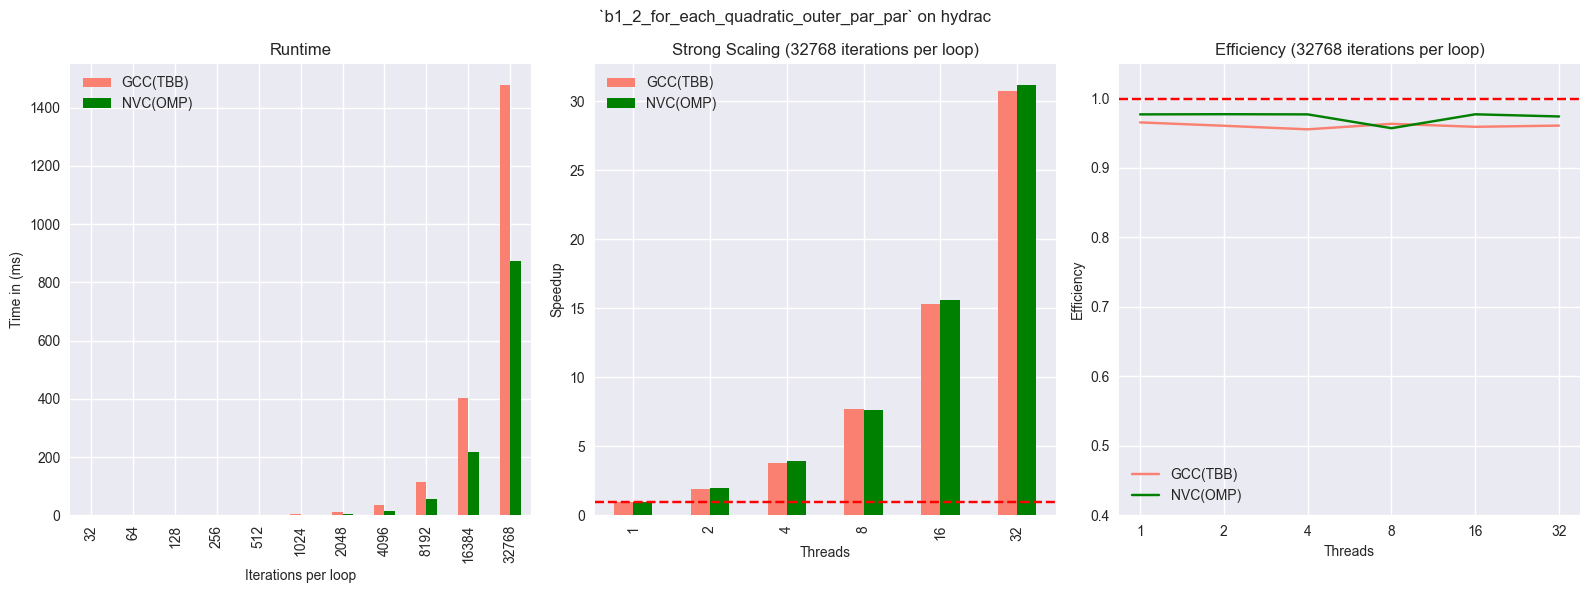 `b1_2_for_each_quadratic_outer_par_par` on hydrac
Runtime
GCC(TBB)
NVC(OMP)
1400
1200
1000
800
600
400
200
0
Time in (ms)
32
64
128
256
512
1024
2048
4096
8192
16384
32768
Iterations per loop
Strong Scaling (32768 iterations per loop)
GCC(TBB)
NVC(OMP)
30
25
20
15
10
5
0
Speedup
1
2
4
8
16
32
Threads
Efficiency (32768 iterations per loop)
1.0
0.9
0.8
0.7
0.6
0.5
0.4
Efficiency
GCC(TBB)
NVC(OMP)
1
2
4
8
16
32
Threads